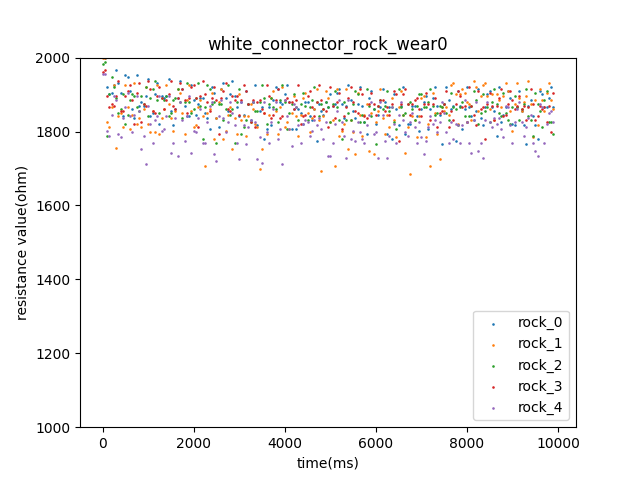 white_connector_rock_wear0
2000
1800
1600
1400
1200
1000
resistance value(ohm)
0
2000
4000
6000
8000
10000
time(ms)
rock_0
rock_1
rock_2
rock_3
rock_4